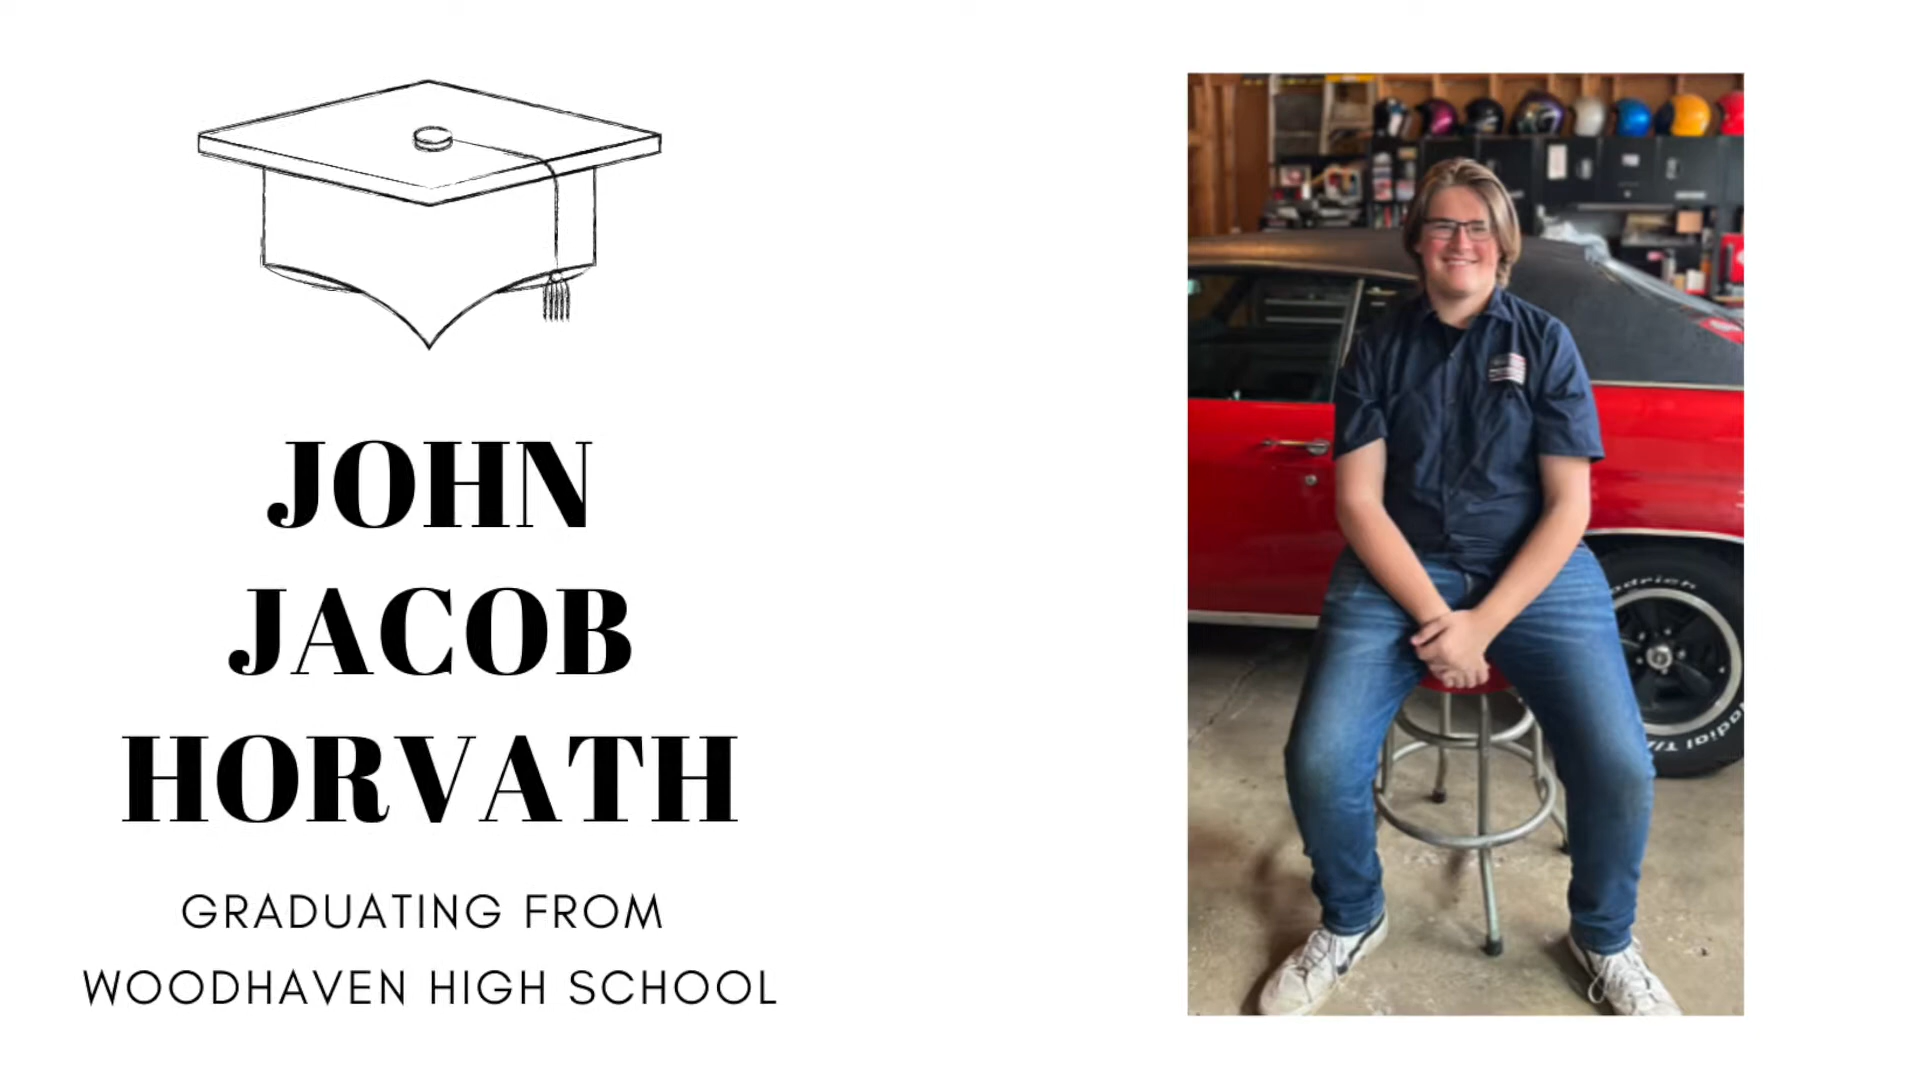 JOHN
JACOB
HORVATH
GRADUATING FROM
WOODHAVEN HIGH SCHOOL